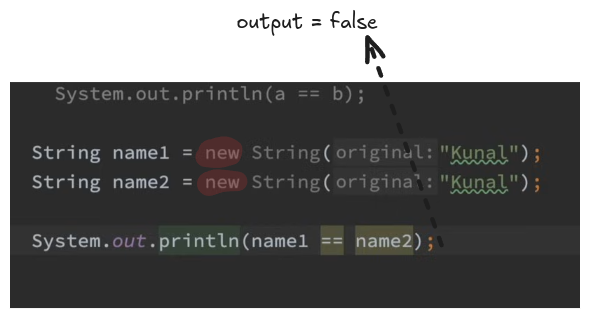 output = false
System.out.println(a == b);
String name1 = new String( original: "Kunal");
String name2 = new String( original: "Kunal");
System.out.println(name1 == name2);